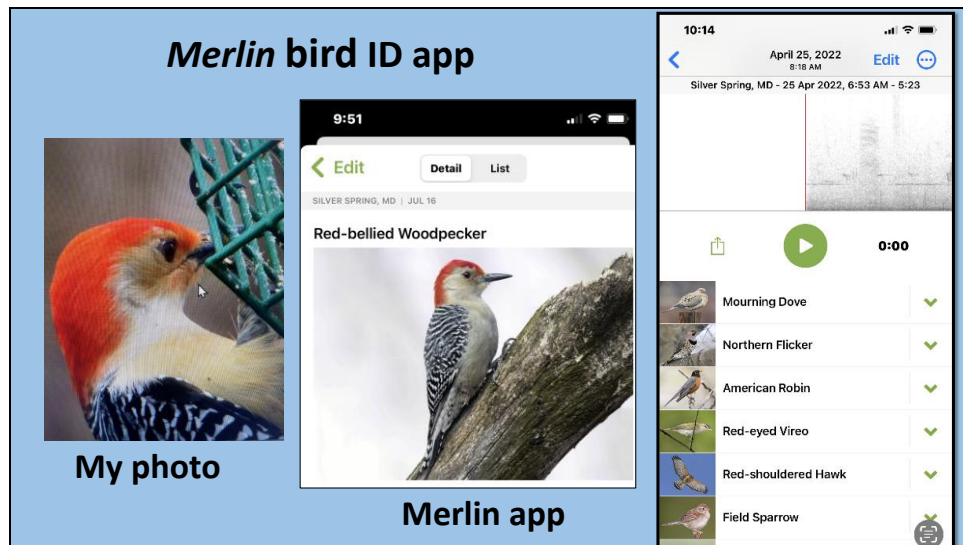 Merlin bird ID app
My photo
9:51
Edit
Detail List
SILVER SPRING, MD | JUL 16
Red-bellied Woodpecker
Merlin app
10:14
April 25, 2022
8:18 AM
Edit
Silver Spring, MD - 25 Apr 2022, 6:53 AM - 5:23
0:00
Mourning Dove
Northern Flicker
American Robin
Red-eyed Vireo
Red-shouldered Hawk
Field Sparrow